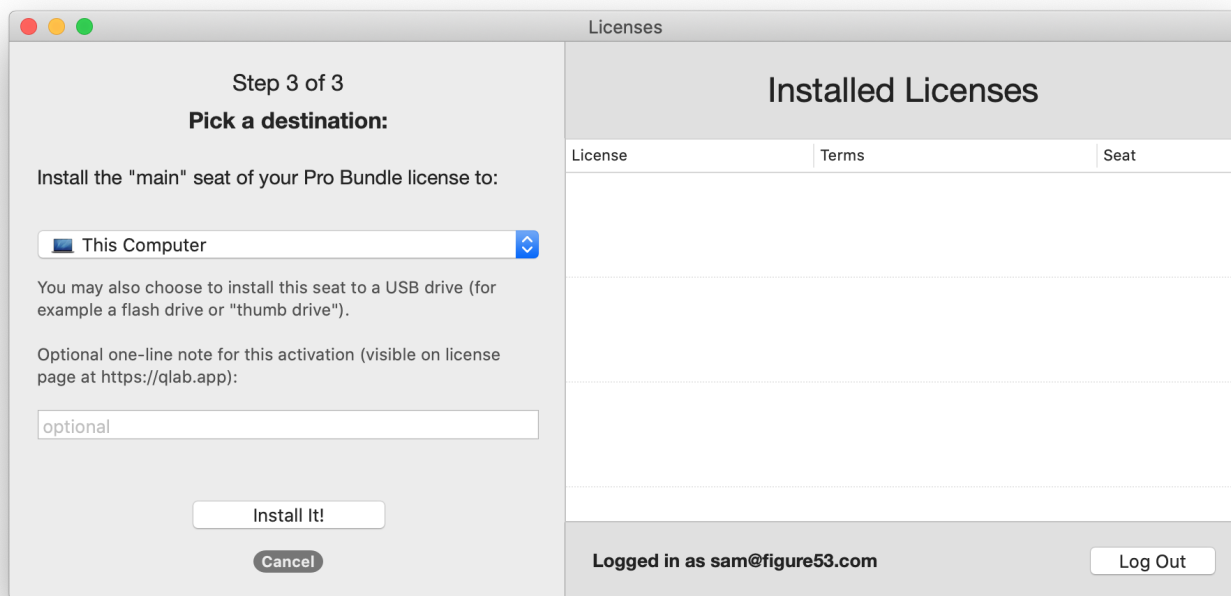 Licenses
Step 3 of 3
Pick a destination:
Install the "main" seat of your Pro Bundle license to:
This Computer
You may also choose to install this seat to a USB drive (for
example a flash drive or "thumb drive").
Optional one-line note for this activation (visible on license
page at https://qlab.app):
optional
Install It!
Cancel
Installed Licenses
License
Terms
Seat
Logged in as sam@figure53.com
Log Out